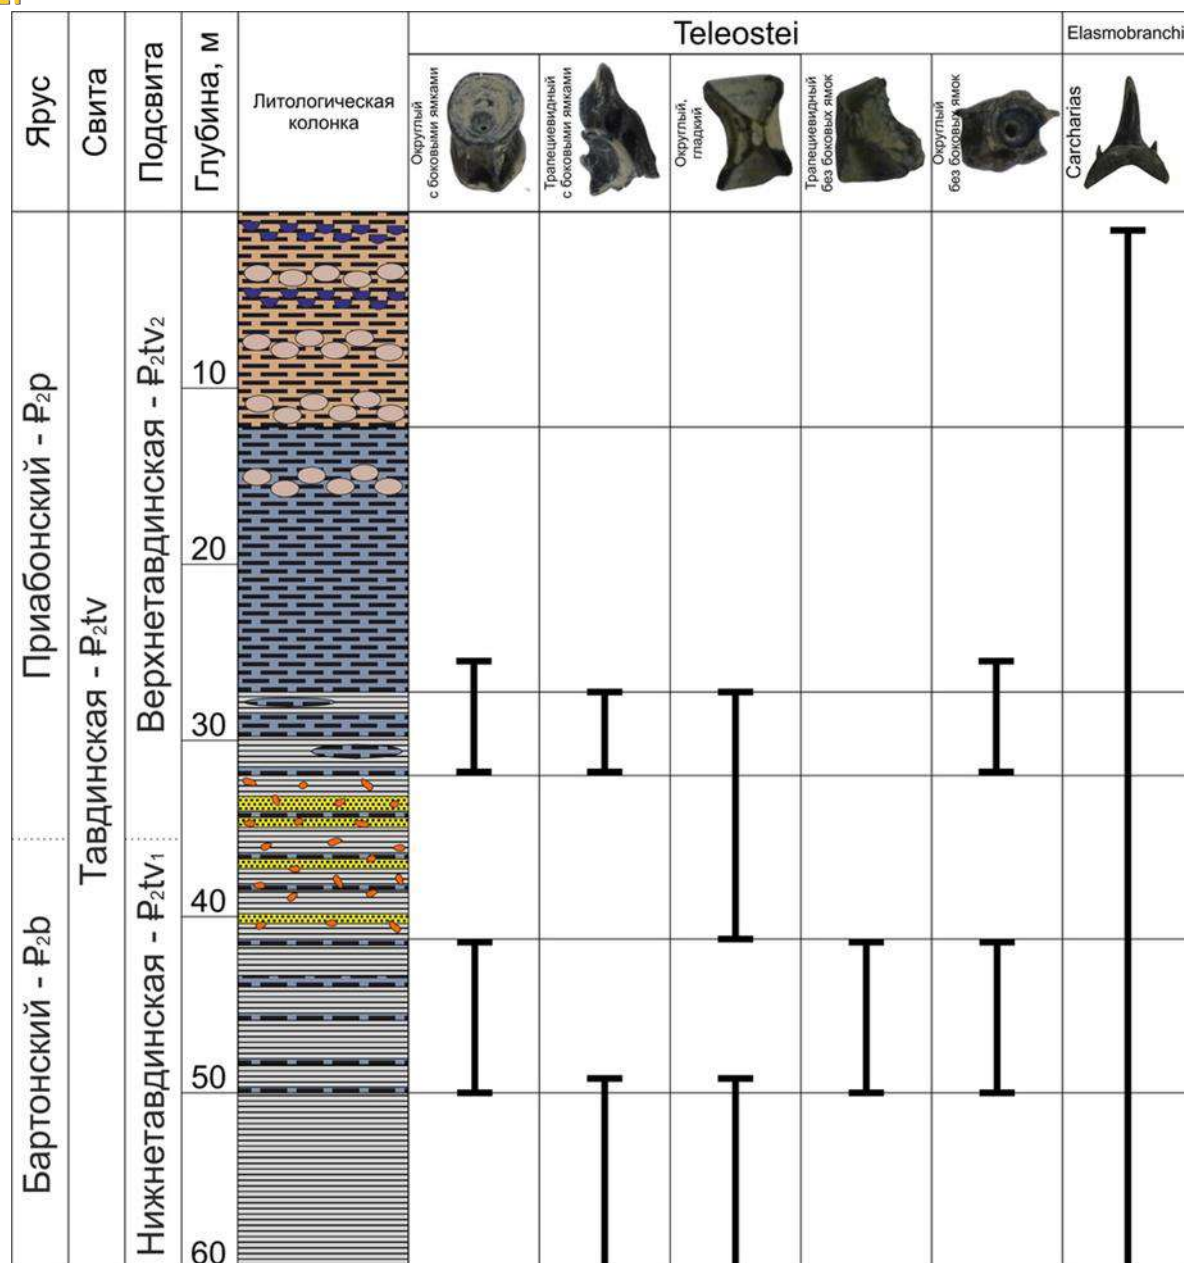 Ярус
Свита
Подсвита
Глубина, м
Литологическая
колонка
Teleostei
Elasmobranchi
Округлый
с боковыми ямками
Трапециевидный
с боковыми ямками
Округлый,
гладкий
Трапециевидный
без боковых ямок
Округлый
без боковых ямок
Carcharias
Приабонский - ₽₂p
Бартонский - ₽₂b
Тавдинская - ₽₂tv
Верхнетавдинская - ₽₂tv₂
Нижнетавдинская - ₽₂tv₁
10
20
30
40
50
60